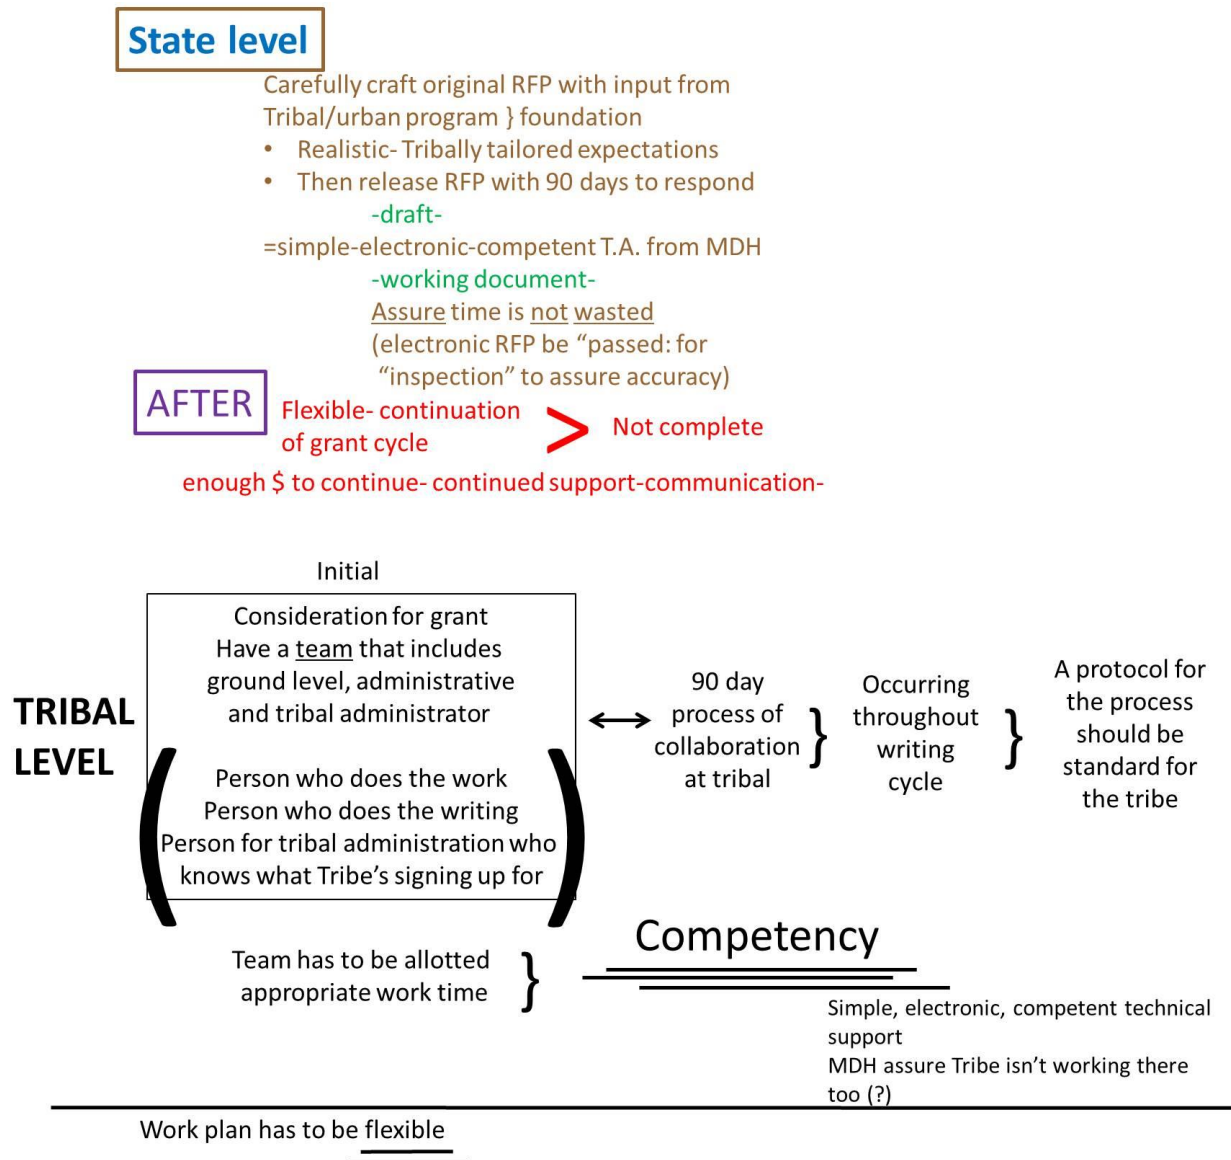 State level
Carefully craft original RFP with input from
Tribal/urban program } foundation
• Realistic- Tribally tailored expectations
• Then release RFP with 90 days to respond
-draft-
=simple-electronic-competent T.A. from MDH
-working document-
Assure time is not wasted
(electronic RFP be “passed: for
“inspection” to assure accuracy)
AFTER
Flexible- continuation
of grant cycle
>
Not complete
enough $ to continue- continued support-communication-
Initial
TRIBAL
LEVEL
Consideration for grant
Have a team that includes
ground level, administrative
and tribal administrator
(
Person who does the work
Person who does the writing
Person for tribal administration who
knows what Tribe’s signing up for
)
90 day
process of
collaboration
at tribal
}
Occurring
throughout
writing
cycle
}
A protocol for
the process
should be
standard for
the tribe
Team has to be allotted
appropriate work time
}
Competency
Simple, electronic, competent technical
support
MDH assure Tribe isn’t working there
too (?)
Work plan has to be flexible